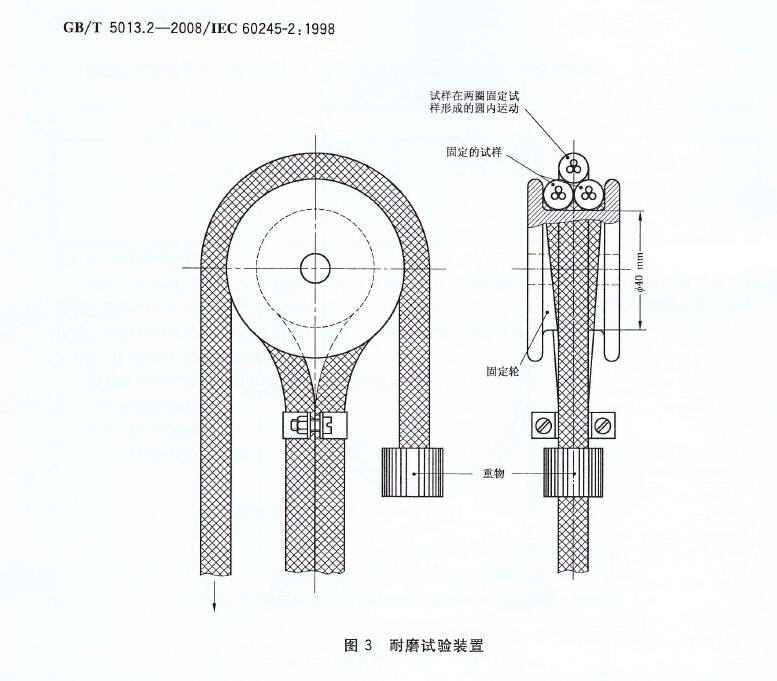 GB/T 5013.2—2008/IEC 60245-2:1998
试样在两圈固定试
样形成的圆内运动
固定的试样
ϕ40 mm
固定轮
重物
图 3 耐磨试验装置